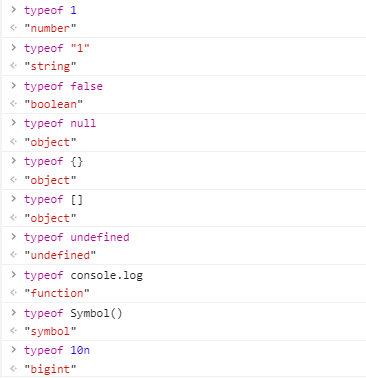 > typeof 1
< "number"
> typeof "1"
< "string"
> typeof false
< "boolean"
> typeof null
< "object"
> typeof {}
< "object"
> typeof []
< "object"
> typeof undefined
< "undefined"
> typeof console.log
< "function"
> typeof Symbol()
< "symbol"
> typeof 10n
< "bigint"